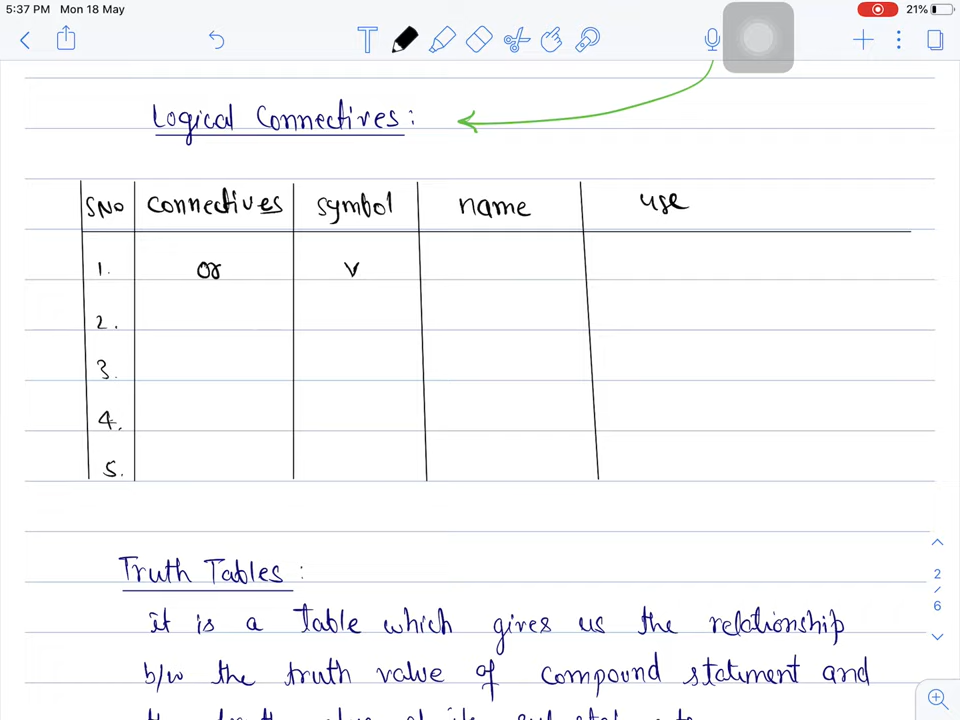 5:37 PM Mon 18 May 21%
Logical Connectives:
SNo connectives symbol name use
1. or ∨
2.
3.
4.
5.
Truth Tables :
it is a Table which gives us the relationship
b/w the truth value of compound statement and
2
/
6